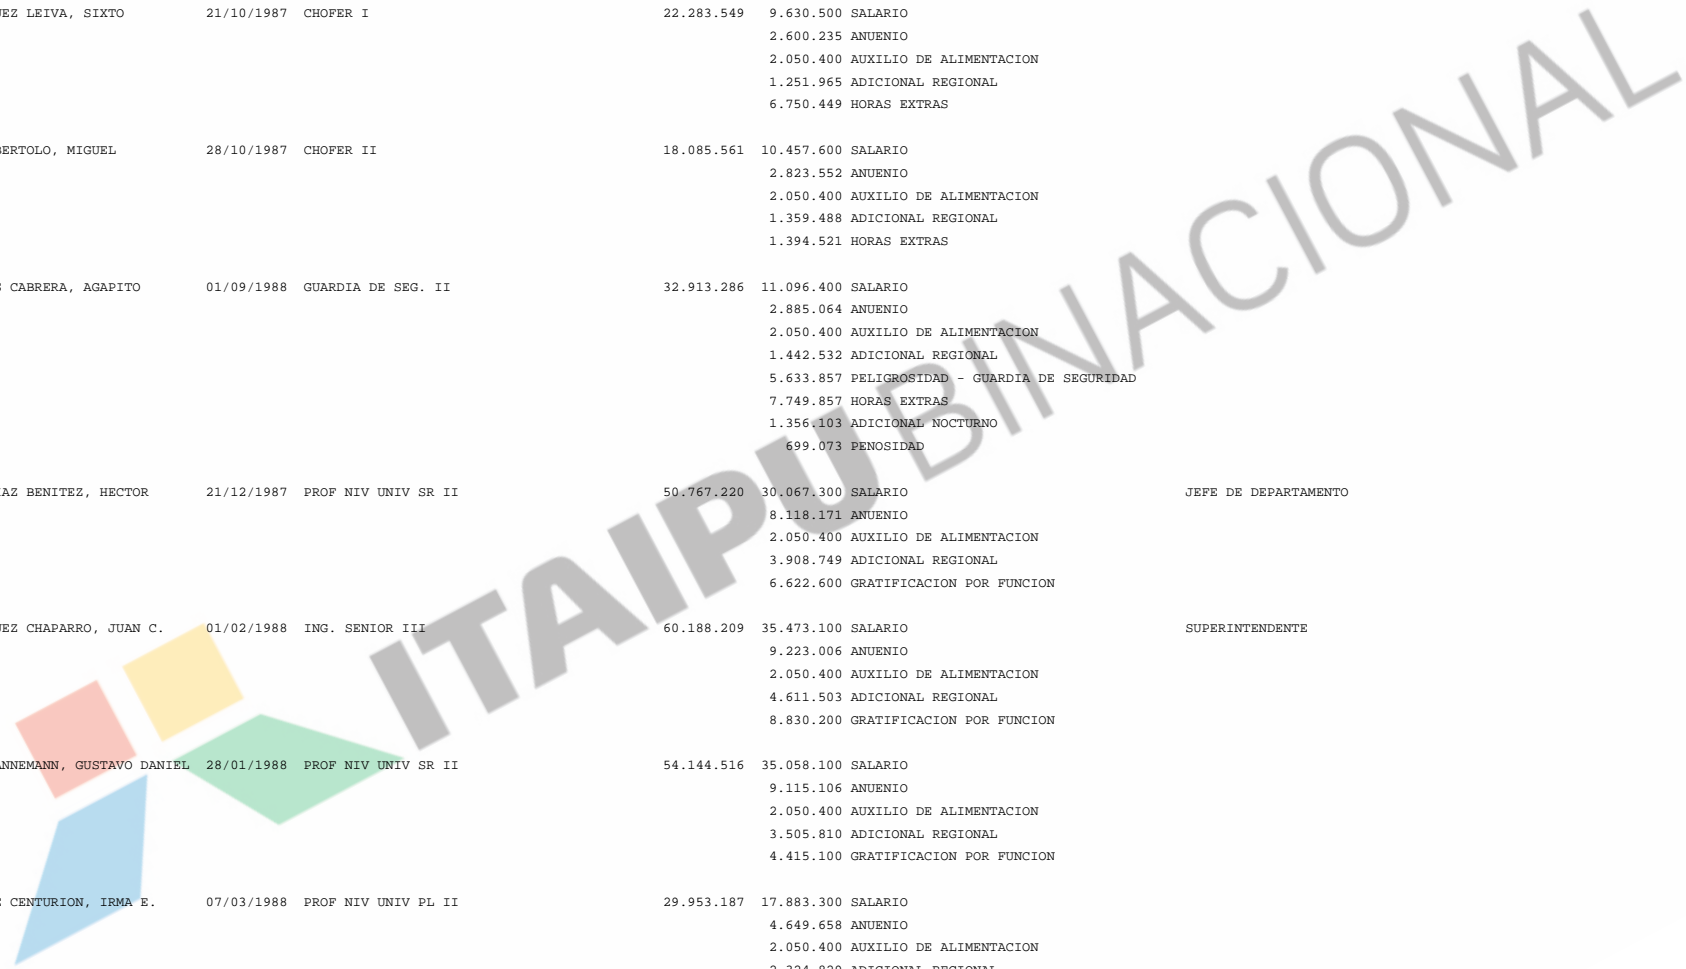 EZ LEIVA, SIXTO 21/10/1987 CHOFER I 22.283.549 9.630.500 SALARIO
2.600.235 ANUENIO
2.050.400 AUXILIO DE ALIMENTACION
1.251.965 ADICIONAL REGIONAL
6.750.449 HORAS EXTRAS
BERTOLO, MIGUEL 28/10/1987 CHOFER II 18.085.561 10.457.600 SALARIO
2.823.552 ANUENIO
2.050.400 AUXILIO DE ALIMENTACION
1.359.488 ADICIONAL REGIONAL
1.394.521 HORAS EXTRAS
CABRERA, AGAPITO 01/09/1988 GUARDIA DE SEG. II 32.913.286 11.096.400 SALARIO
2.885.064 ANUENIO
2.050.400 AUXILIO DE ALIMENTACION
1.442.532 ADICIONAL REGIONAL
5.633.857 PELIGROSIDAD - GUARDIA DE SEGURIDAD
7.749.857 HORAS EXTRAS
1.356.103 ADICIONAL NOCTURNO
699.073 PENOSIDAD
AZ BENITEZ, HECTOR 21/12/1987 PROF NIV UNIV SR II 50.767.220 30.067.300 SALARIO JEFE DE DEPARTAMENTO
8.118.171 ANUENIO
2.050.400 AUXILIO DE ALIMENTACION
3.908.749 ADICIONAL REGIONAL
6.622.600 GRATIFICACION POR FUNCION
EZ CHAPARRO, JUAN C. 01/02/1988 ING. SENIOR III 60.188.209 35.473.100 SALARIO SUPERINTENDENTE
9.223.006 ANUENIO
2.050.400 AUXILIO DE ALIMENTACION
4.611.503 ADICIONAL REGIONAL
8.830.200 GRATIFICACION POR FUNCION
ANNEMANN, GUSTAVO DANIEL 28/01/1988 PROF NIV UNIV SR II 54.144.516 35.058.100 SALARIO
9.115.106 ANUENIO
2.050.400 AUXILIO DE ALIMENTACION
3.505.810 ADICIONAL REGIONAL
4.415.100 GRATIFICACION POR FUNCION
CENTURION, IRMA E. 07/03/1988 PROF NIV UNIV PL II 29.953.187 17.883.300 SALARIO
4.649.658 ANUENIO
2.050.400 AUXILIO DE ALIMENTACION
ADICIONAL REGIONAL
ITAIPU BINACIONAL